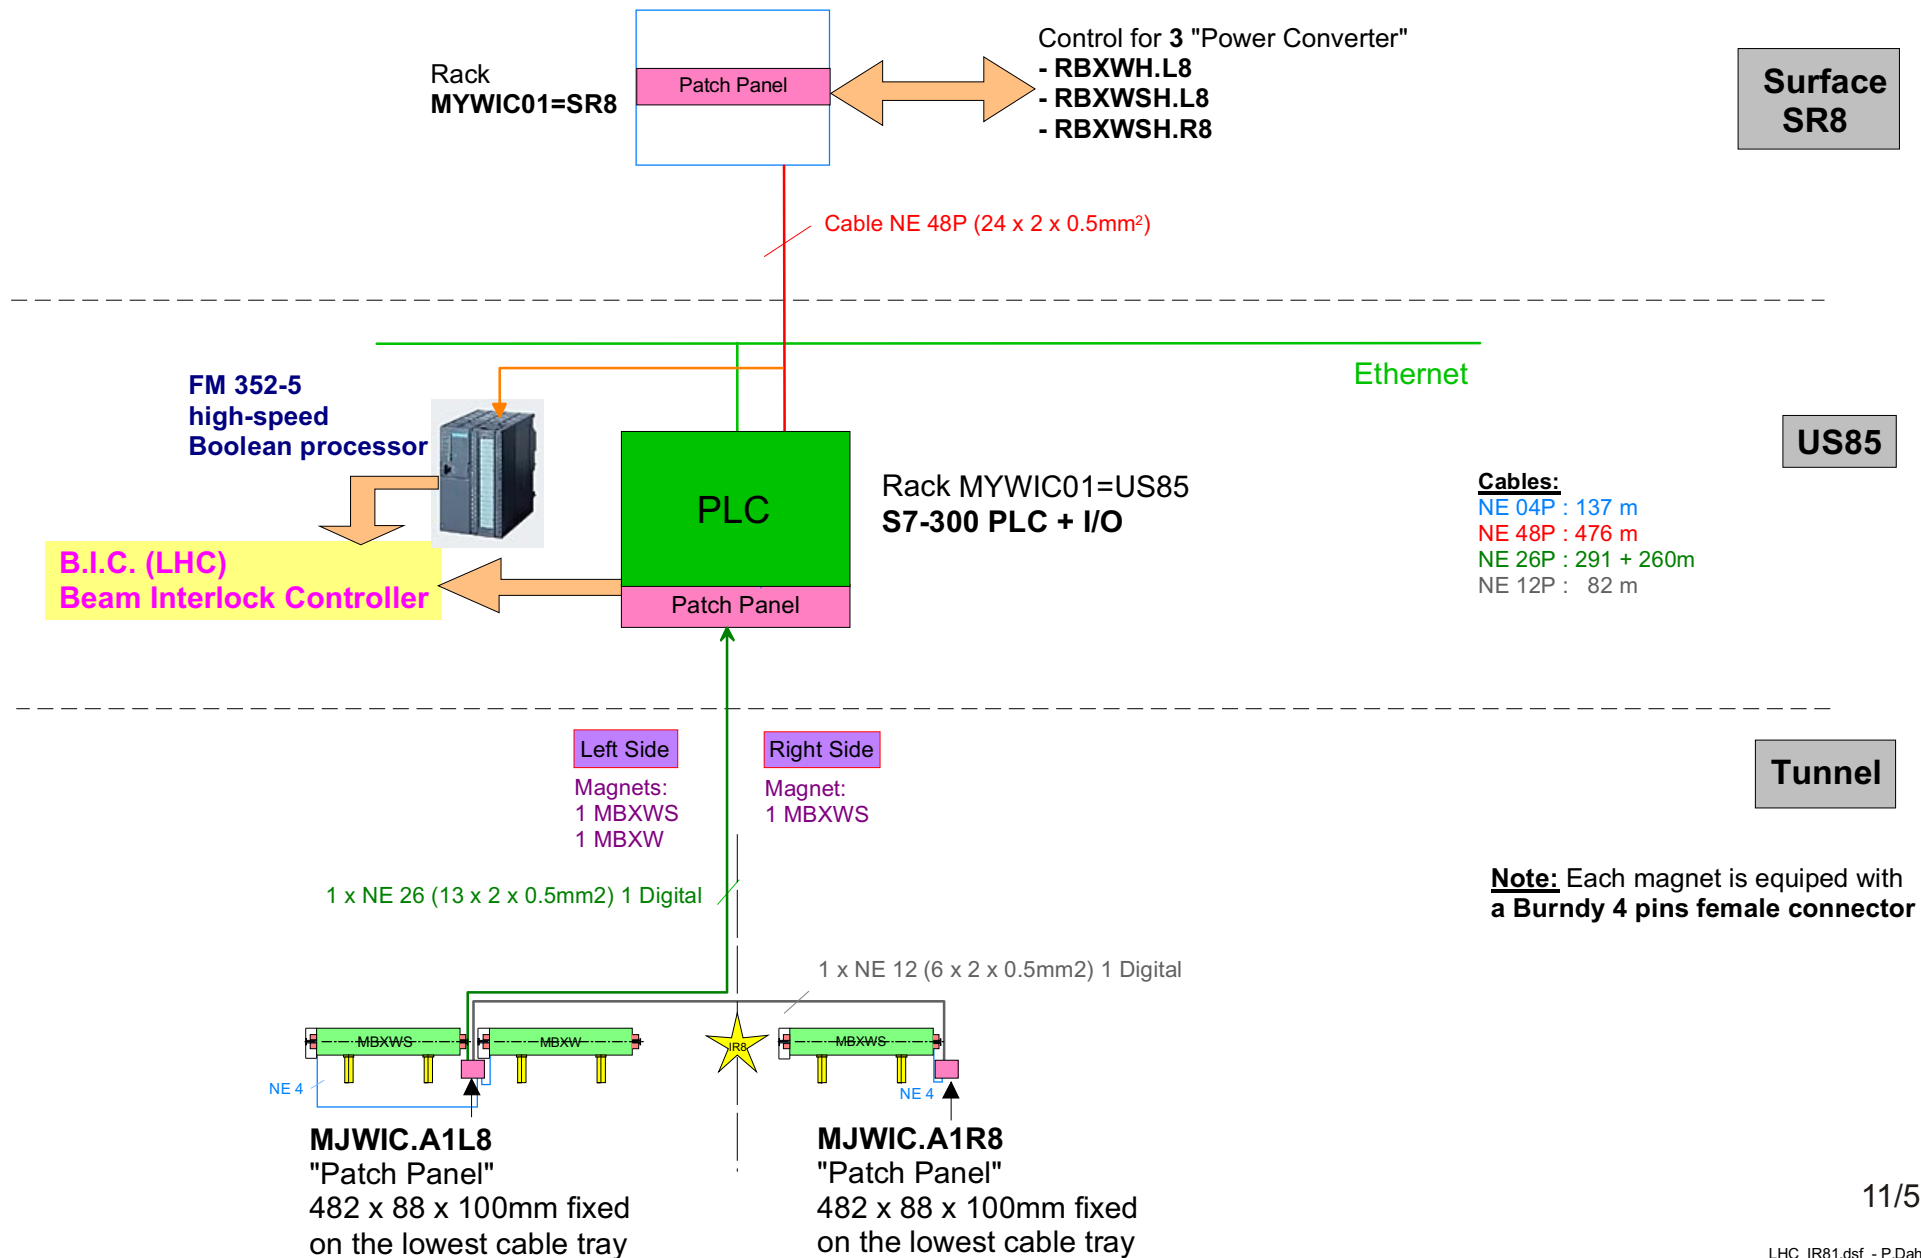 Rack
MYWIC01=SR8
Patch Panel
Control for 3 "Power Converter"
- RBXWH.L8
- RBXWSH.L8
- RBXWSH.R8
Surface
SR8
Cable NE 48P (24 x 2 x 0.5mm²)
Ethernet
FM 352-5
high-speed
Boolean processor
US85
PLC
Rack MYWIC01=US85
S7-300 PLC + I/O
Cables:
NE 04P : 137 m
NE 48P : 476 m
NE 26P : 291 + 260m
NE 12P : 82 m
B.I.C. (LHC)
Beam Interlock Controller
Patch Panel
Left Side
Right Side
Magnets:
1 MBXWS
1 MBXW
Magnet:
1 MBXWS
Tunnel
1 x NE 26 (13 x 2 x 0.5mm2) 1 Digital
Note: Each magnet is equiped with
a Burndy 4 pins female connector
1 x NE 12 (6 x 2 x 0.5mm2) 1 Digital
MBXWS
MBXW
IR8
MBXWS
NE 4
NE 4
MJWIC.A1L8
"Patch Panel"
482 x 88 x 100mm fixed
on the lowest cable tray
MJWIC.A1R8
"Patch Panel"
482 x 88 x 100mm fixed
on the lowest cable tray
11/5
LHC_IR81.dsf - P.Dah